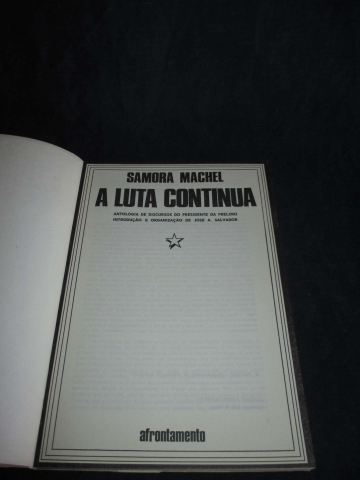 SAMORA MACHEL
A LUTA CONTINUA
ANTOLOGIA DE DISCURSOS DO PRESIDENTE DA FRELIMO
INTRODUÇÃO E ORGANIZAÇÃO DE JOSÉ A. SALVADOR
afrontamento